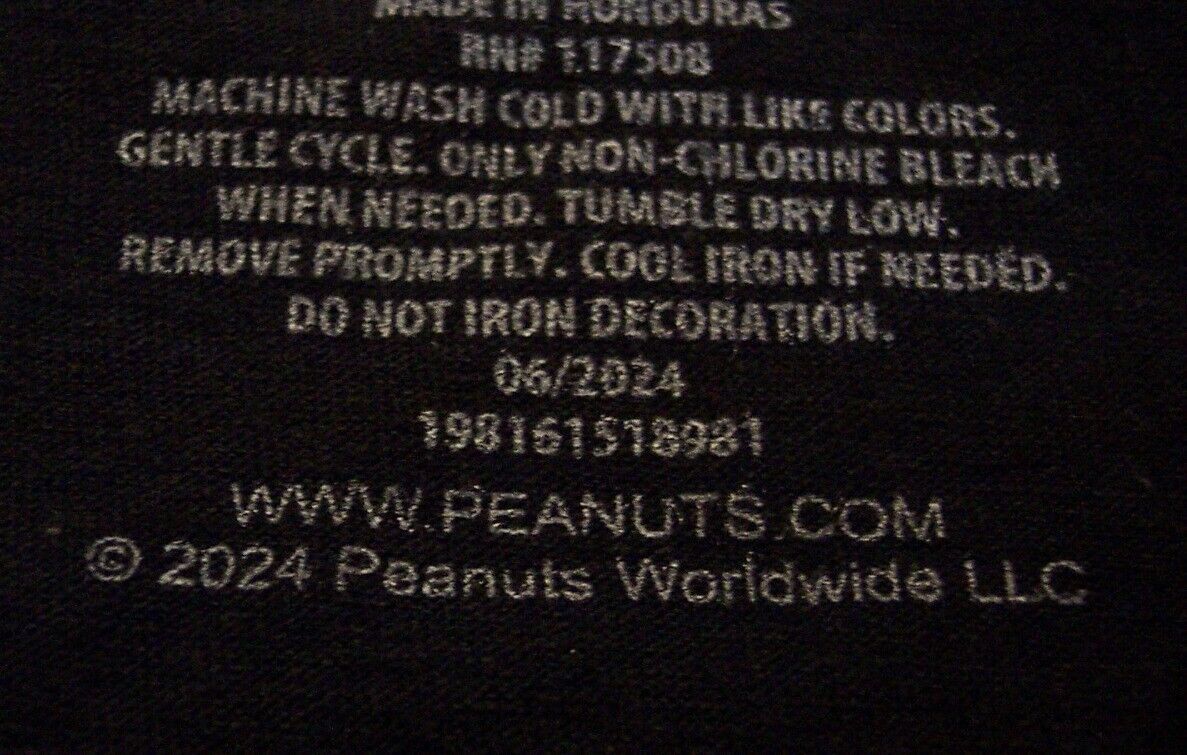 MADE IN HONDURAS
RN# 117508
MACHINE WASH COLD WITH LIKE COLORS.
GENTLE CYCLE. ONLY NON-CHLORINE BLEACH
WHEN NEEDED. TUMBLE DRY LOW.
REMOVE PROMPTLY. COOL IRON IF NEEDED.
DO NOT IRON DECORATION.
06/2024
198161518981
WWW.PEANUTS.COM
© 2024 Peanuts Worldwide LLC